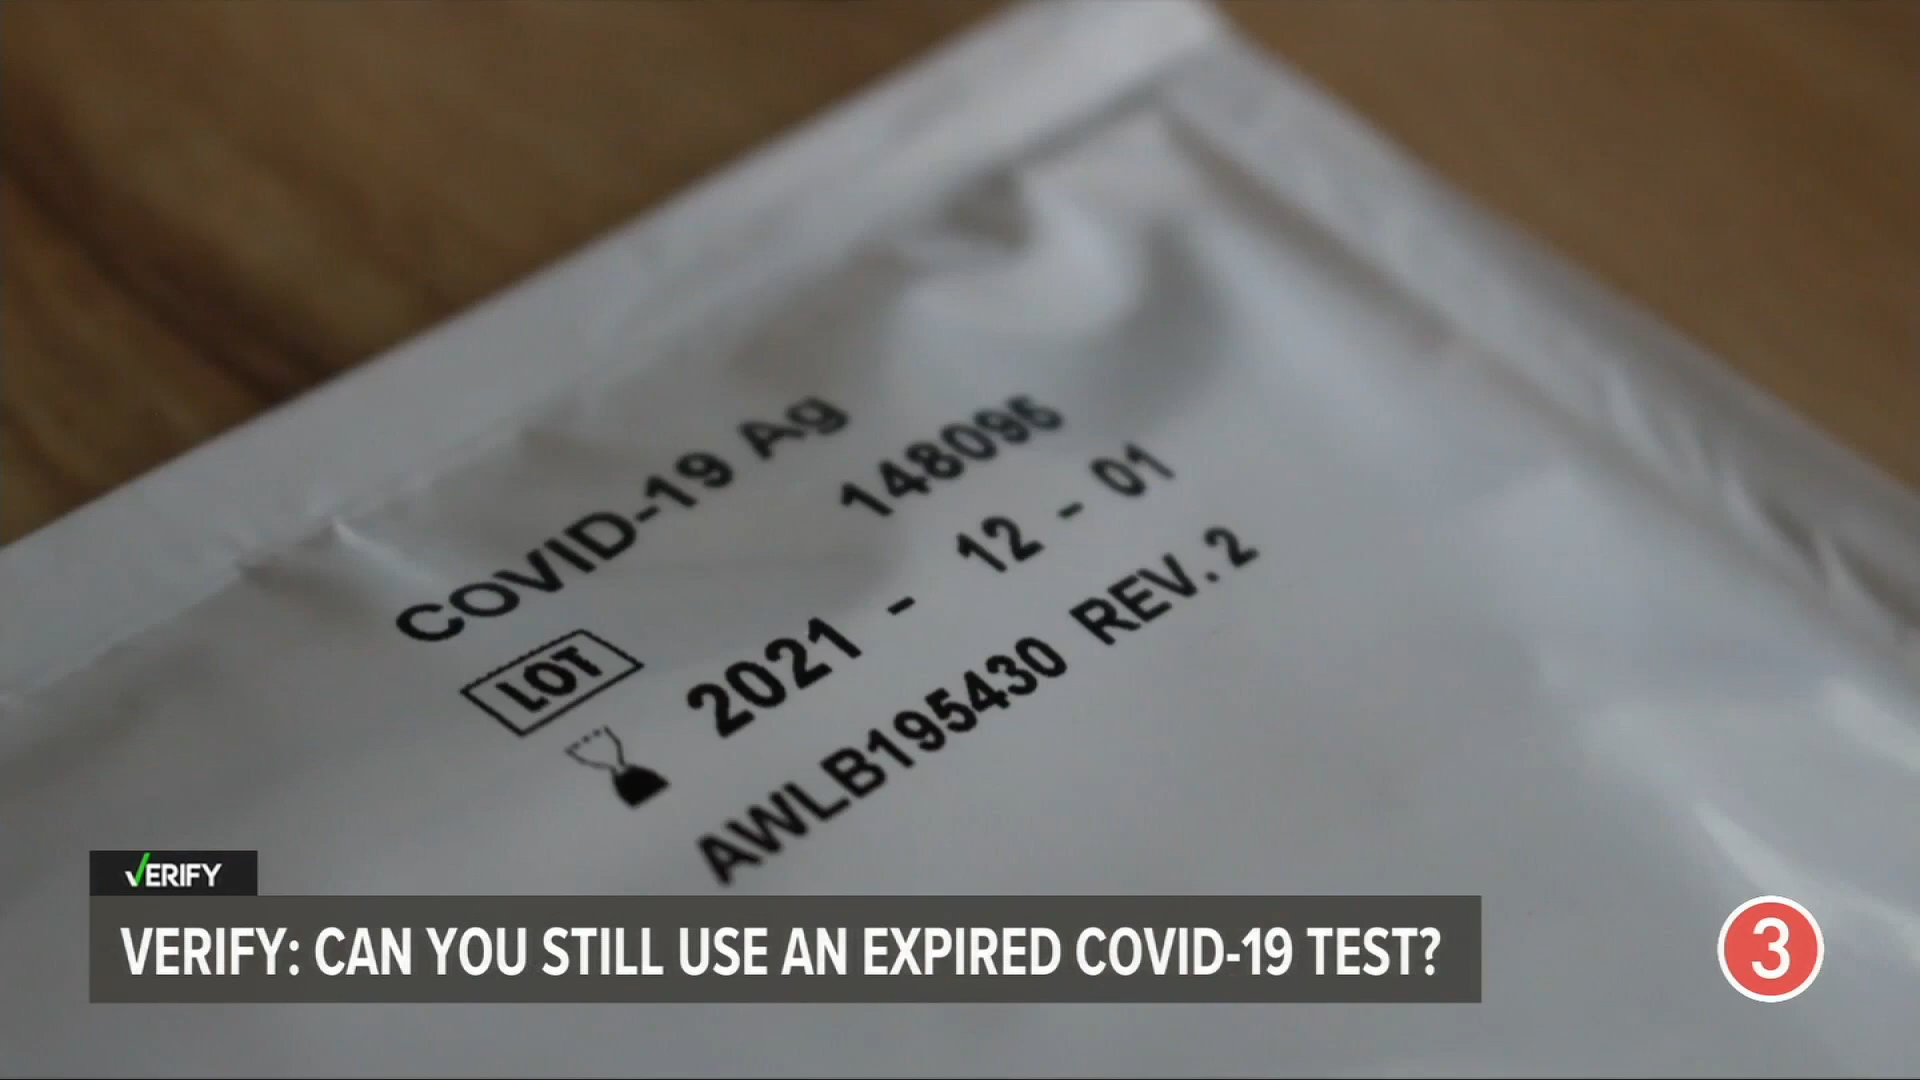 COVID-19 Ag
LOT 148095
2021 - 12 - 01
AWLB195430 REV. 2
VERIFY
VERIFY: CAN YOU STILL USE AN EXPIRED COVID-19 TEST?
3